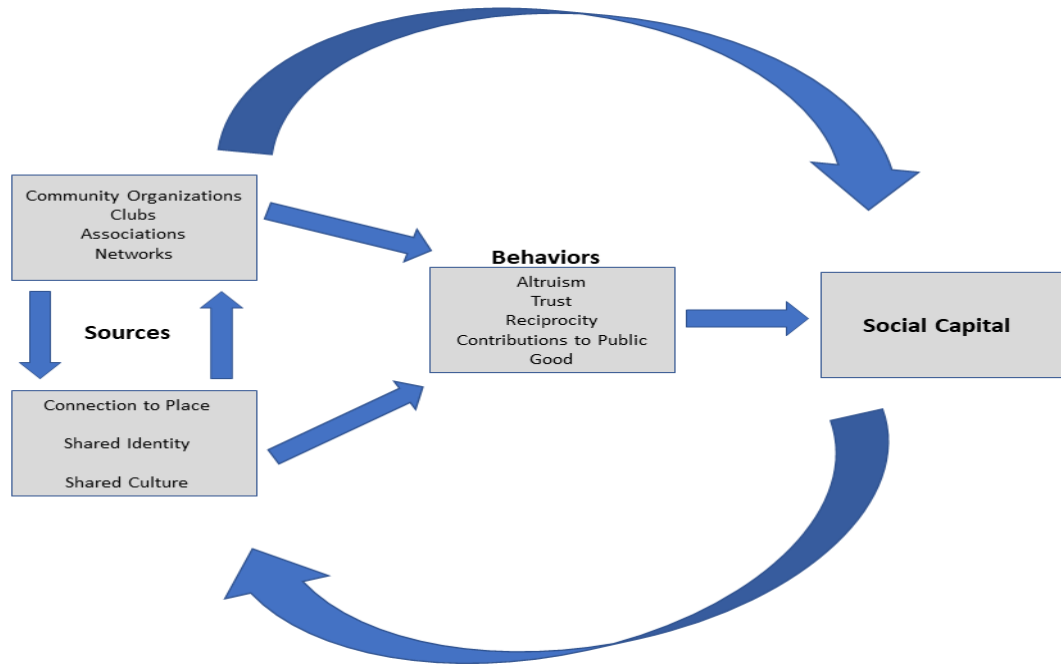 Community Organizations
Clubs
Associations
Networks
Sources
Connection to Place
Shared Identity
Shared Culture
Behaviors
Altruism
Trust
Reciprocity
Contributions to Public
Good
Social Capital